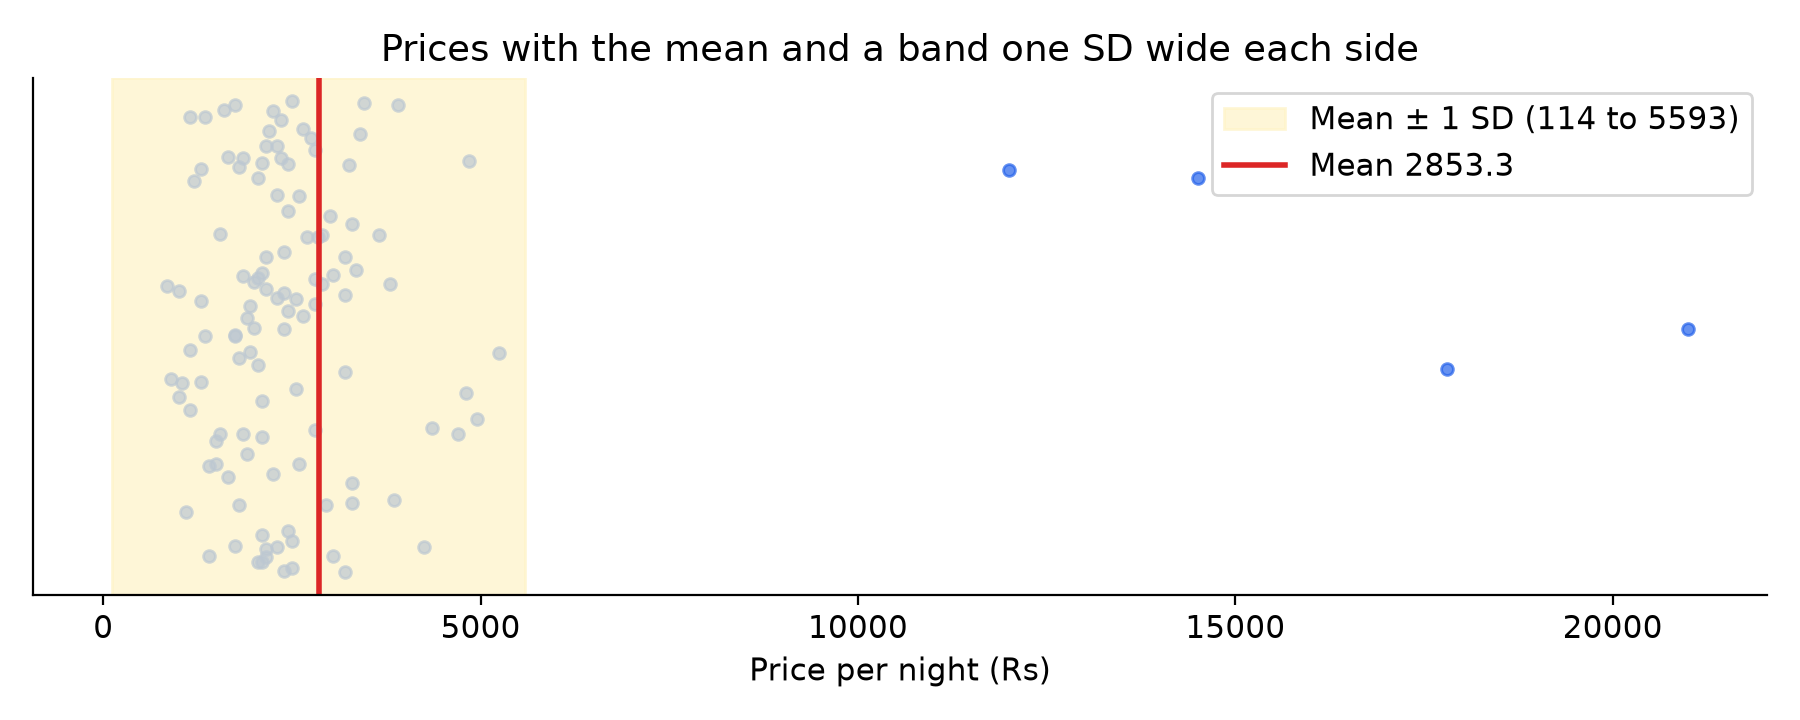 Prices with the mean and a band one SD wide each side
Mean ± 1 SD (114 to 5593)
Mean 2853.3
0 5000 10000 15000 20000
Price per night (Rs)